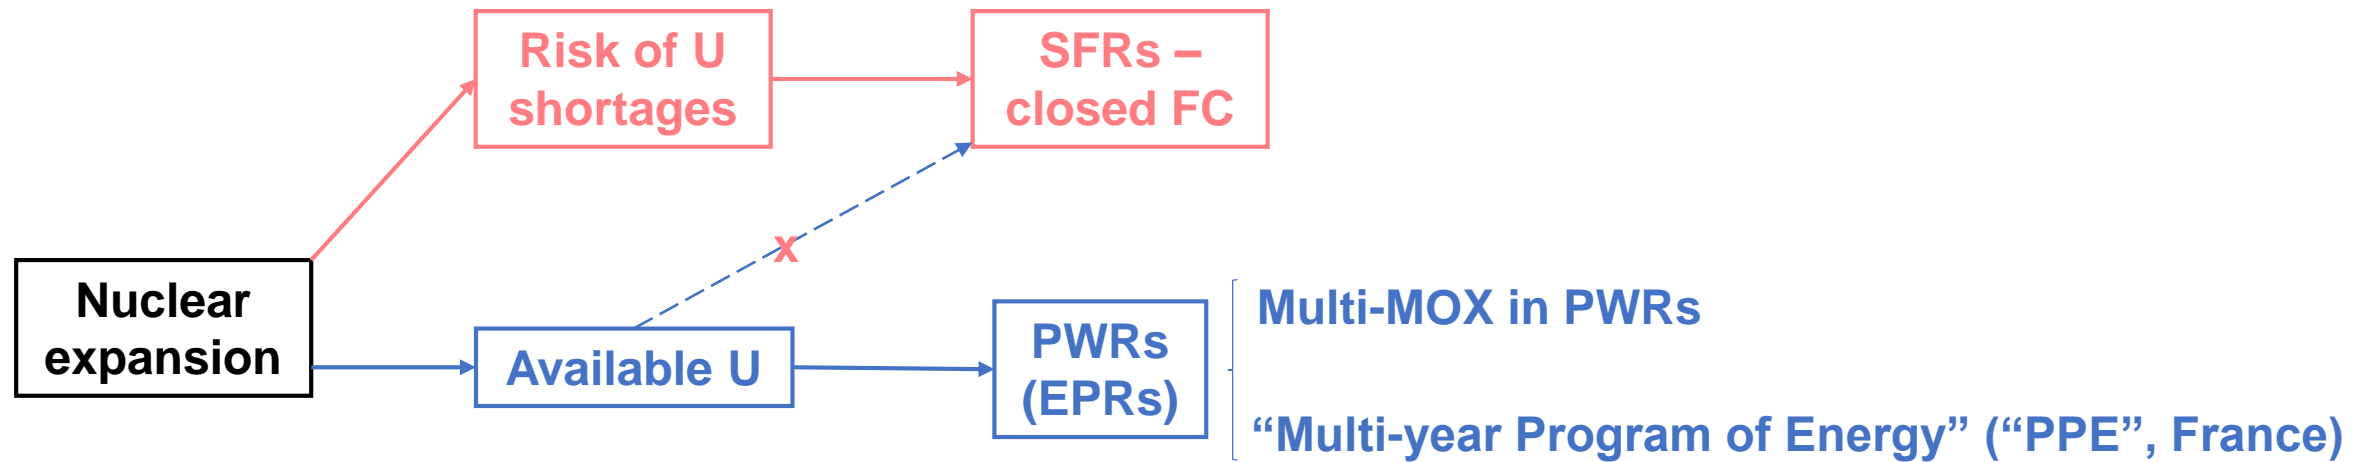 Risk of U
shortages
SFRs –
closed FC
x
Nuclear
expansion
Available U
PWRs
(EPRs)
Multi-MOX in PWRs
“Multi-year Program of Energy” (“PPE”, France)